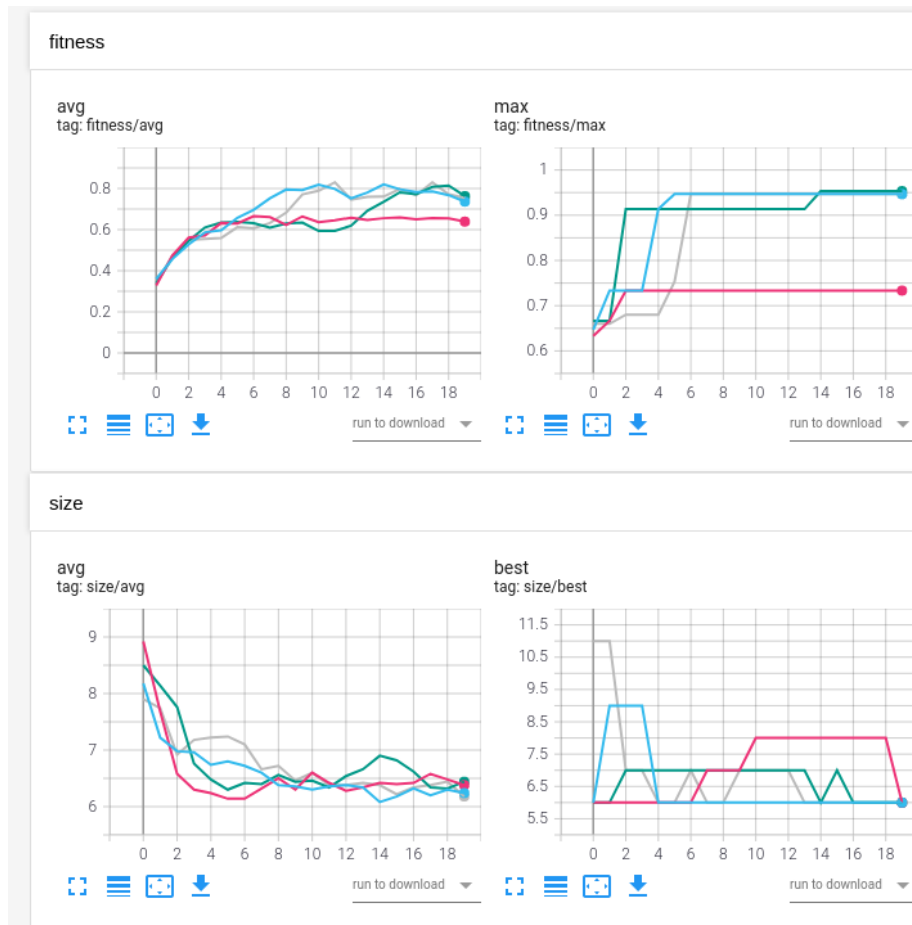 fitness
avg
tag: fitness/avg
0.8
0.6
0.4
0.2
0
0 2 4 6 8 10 12 14 16 18
run to download
max
tag: fitness/max
1
0.9
0.8
0.7
0.6
0 2 4 6 8 10 12 14 16 18
run to download
size
avg
tag: size/avg
9
8
7
6
0 2 4 6 8 10 12 14 16 18
run to download
best
tag: size/best
11.5
10.5
9.5
8.5
7.5
6.5
5.5
0 2 4 6 8 10 12 14 16 18
run to download